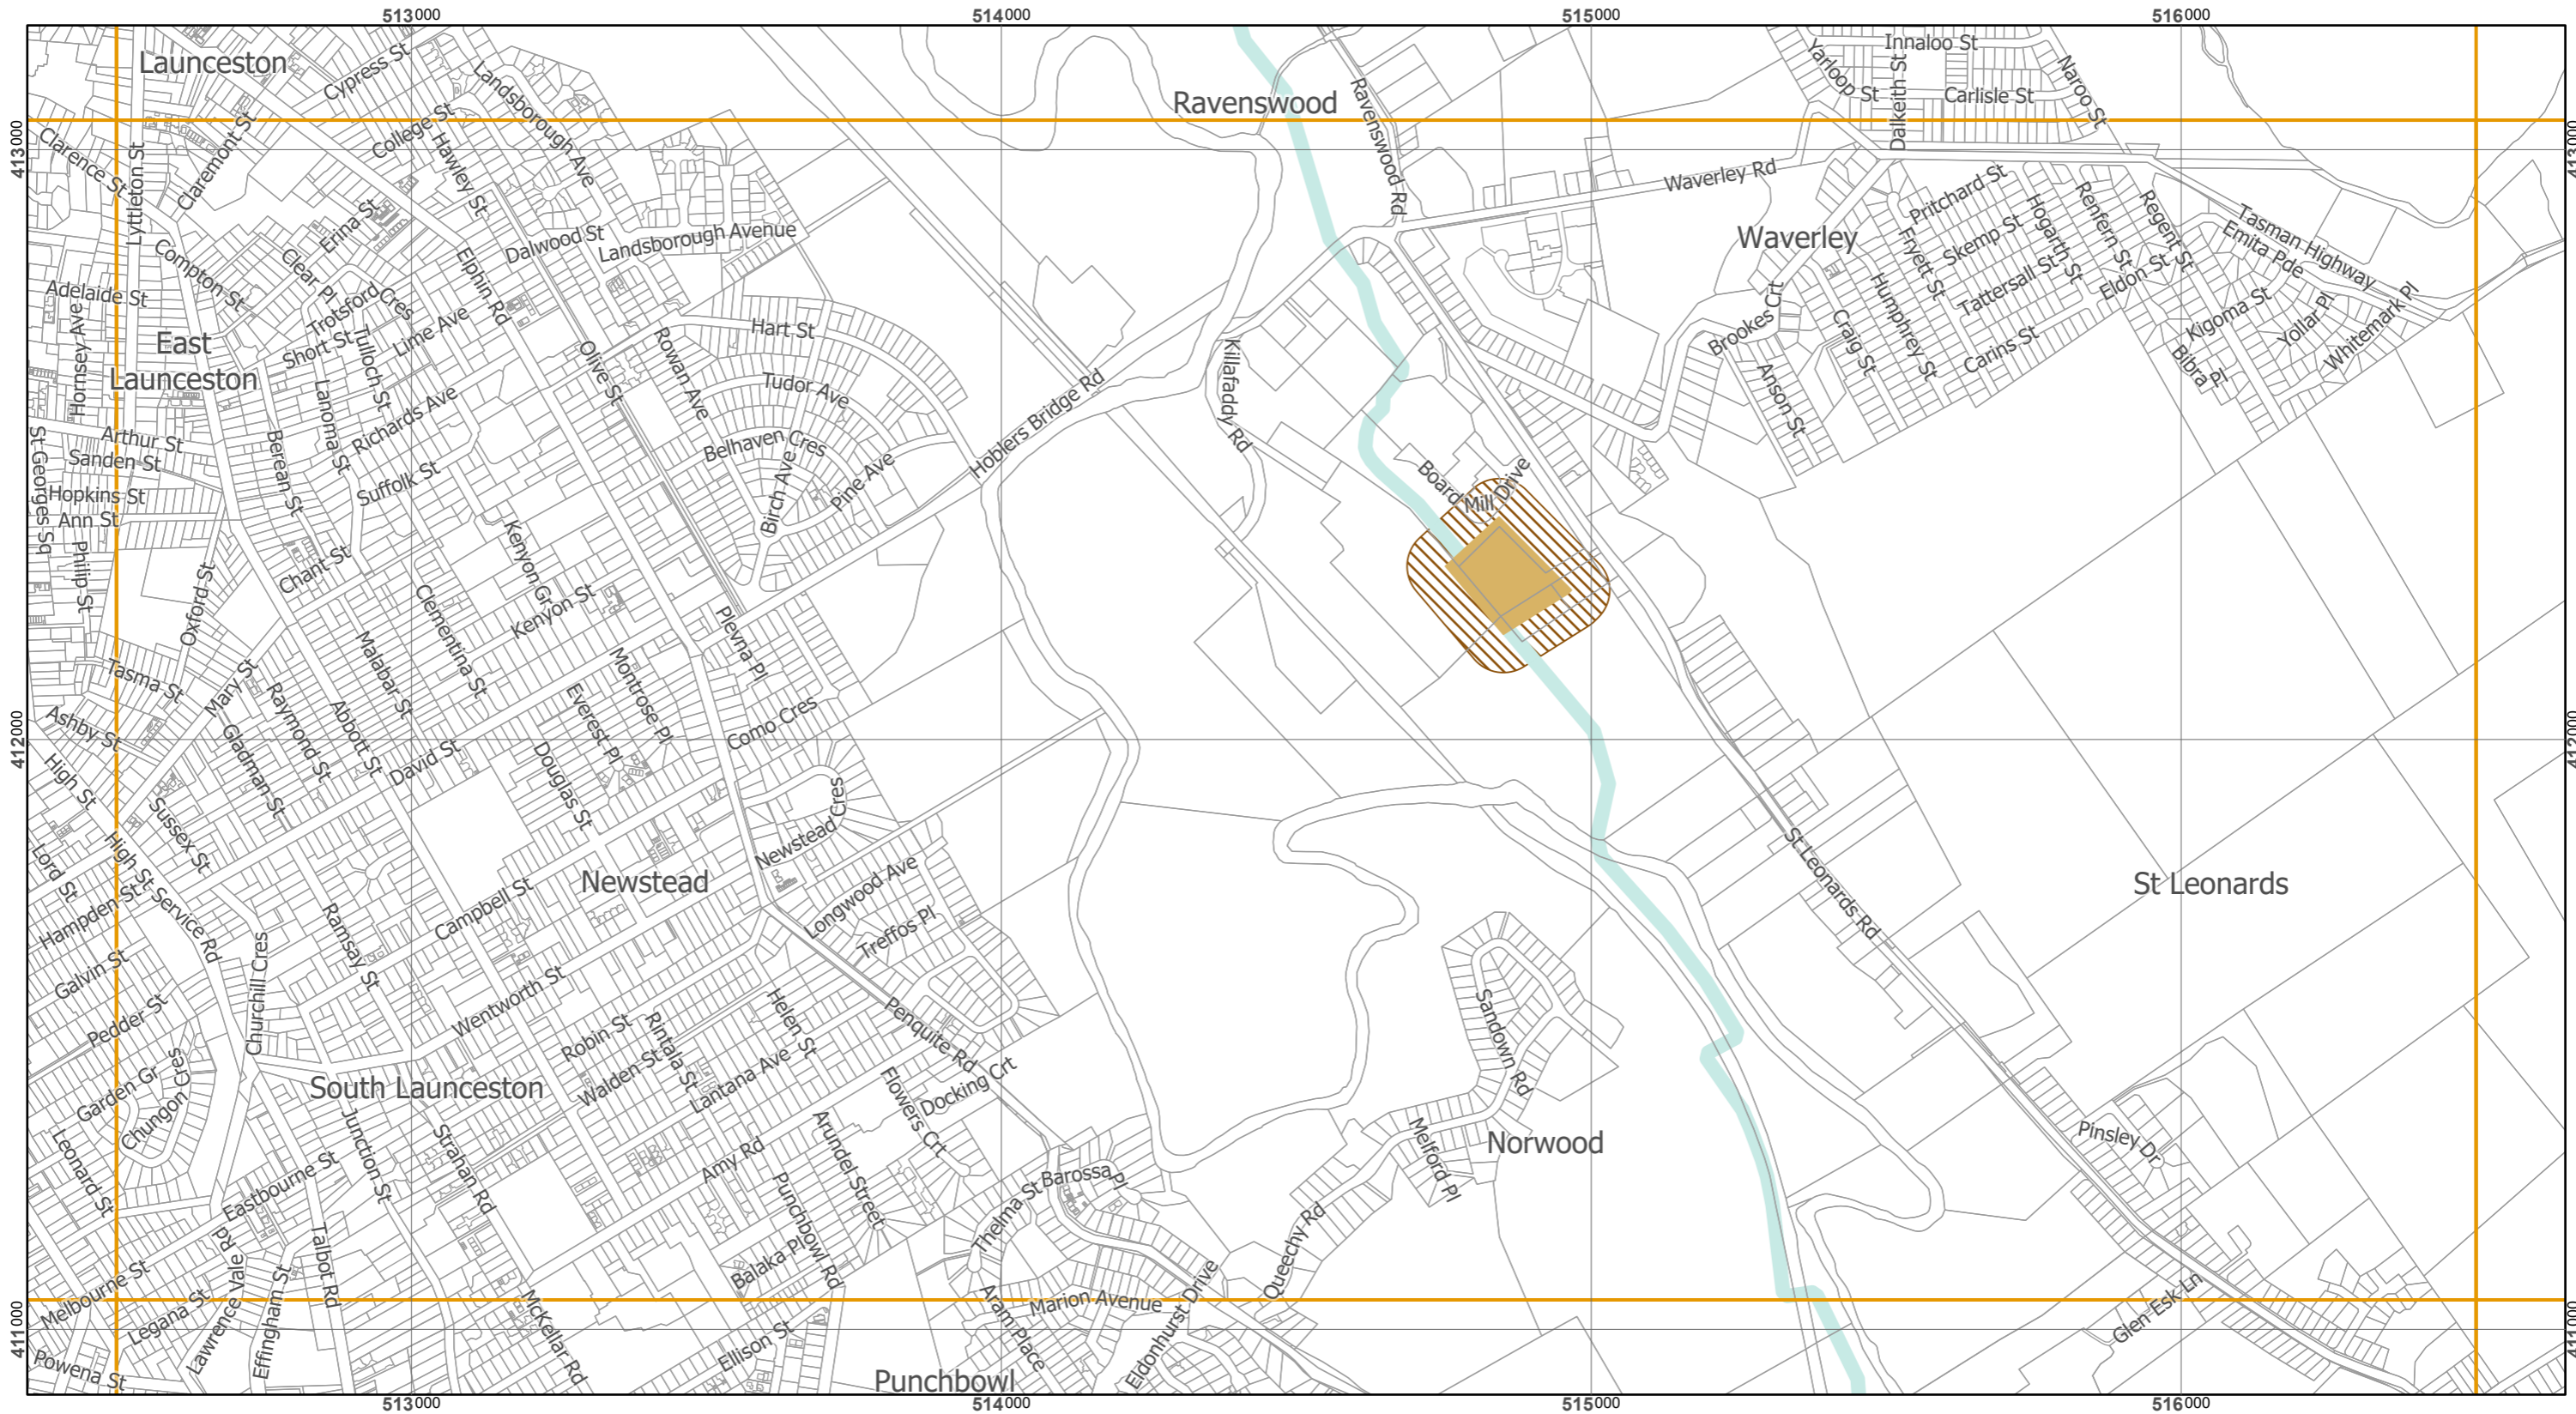 513000
514000
515000
516000
Launceston
Cypress St
Landsborough Ave
Ravenswood
Ravenswood Rd
Yarloop St
Innaloo St
Dalkeith St
Carlisle St
Naroo St
413000
413000
Clarence St
Lyttleton St
Claremont St
College St
Hawley St
Waverley Rd
Pritchard St
Hogarth St
Renfern St
Regent St
Tasman Highway
Emita Pde
Erina St
Dalwood St
Landsborough Avenue
Waverley
Fryett St
Skemp St
Compton St
Clear Pl
Elphin Rd
Tattersall St
Eldon St
Adelaide St
Hornsey Ave
Trotsford Cres
Humphrey St
Kigoma St
Yollar Pl
Whitemark Pl
East
Launceston
Short St
Tulloch St
Lime Ave
Olive St
Rowan Ave
Hart St
Killafaddy Rd
Brookes Crt
Craig St
Carins St
Bibra Pl
Lanoma St
Richards Ave
Tudor Ave
Hoblers Bridge Rd
Anson St
St Georges Sq
Arthur St
Sanden St
Berean St
Suffolk St
Belhaven Cres
Birch Ave
Pine Ave
Board Mill Drive
Hopkins St
Ann St
Philip St
Chant St
Kenyon Gr
Oxford St
Clementina St
Kenyon St
Plevna Pl
Tasma St
Mary St
Raymond St
Malabar St
Abbott St
Montrose Pl
Everest Pl
Como Cres
412000
412000
Ashby St
High St
Gladman St
David St
Douglas St
Sussex St
Newstead Cres
Lord St
High St Service Rd
Hampden St
Newstead
Campbell St
Longwood Ave
Treffos Pl
St Leonards Rd
St Leonards
Galvin St
Ramsay St
Churchill Cres
Wentworth St
Pedder St
Robin St
Rintala St
Helen St
Penquite Rd
Sandown Rd
Garden Gr
Chungon Cres
South Launceston
Walden St
Lantana Ave
Flowers Crt
Docking Crt
Leonard St
Junction St
Strahan Rd
Amy Rd
Arundel Street
Melford Pl
Norwood
Pinsley Dr
Eastbourne St
Punchbowl Rd
Thelma St
Barossa Pl
Queechy Rd
Melbourne St
Legana St
Lawrence Vale Rd
Effingham St
Talbot Rd
Balaka Pl
Aram Place
Marion Avenue
Eldonhurst Drive
Glen Esk Ln
411000
411000
Powena St
McKellar Rd
Ellison St
Punchbowl
513000
514000
515000
516000